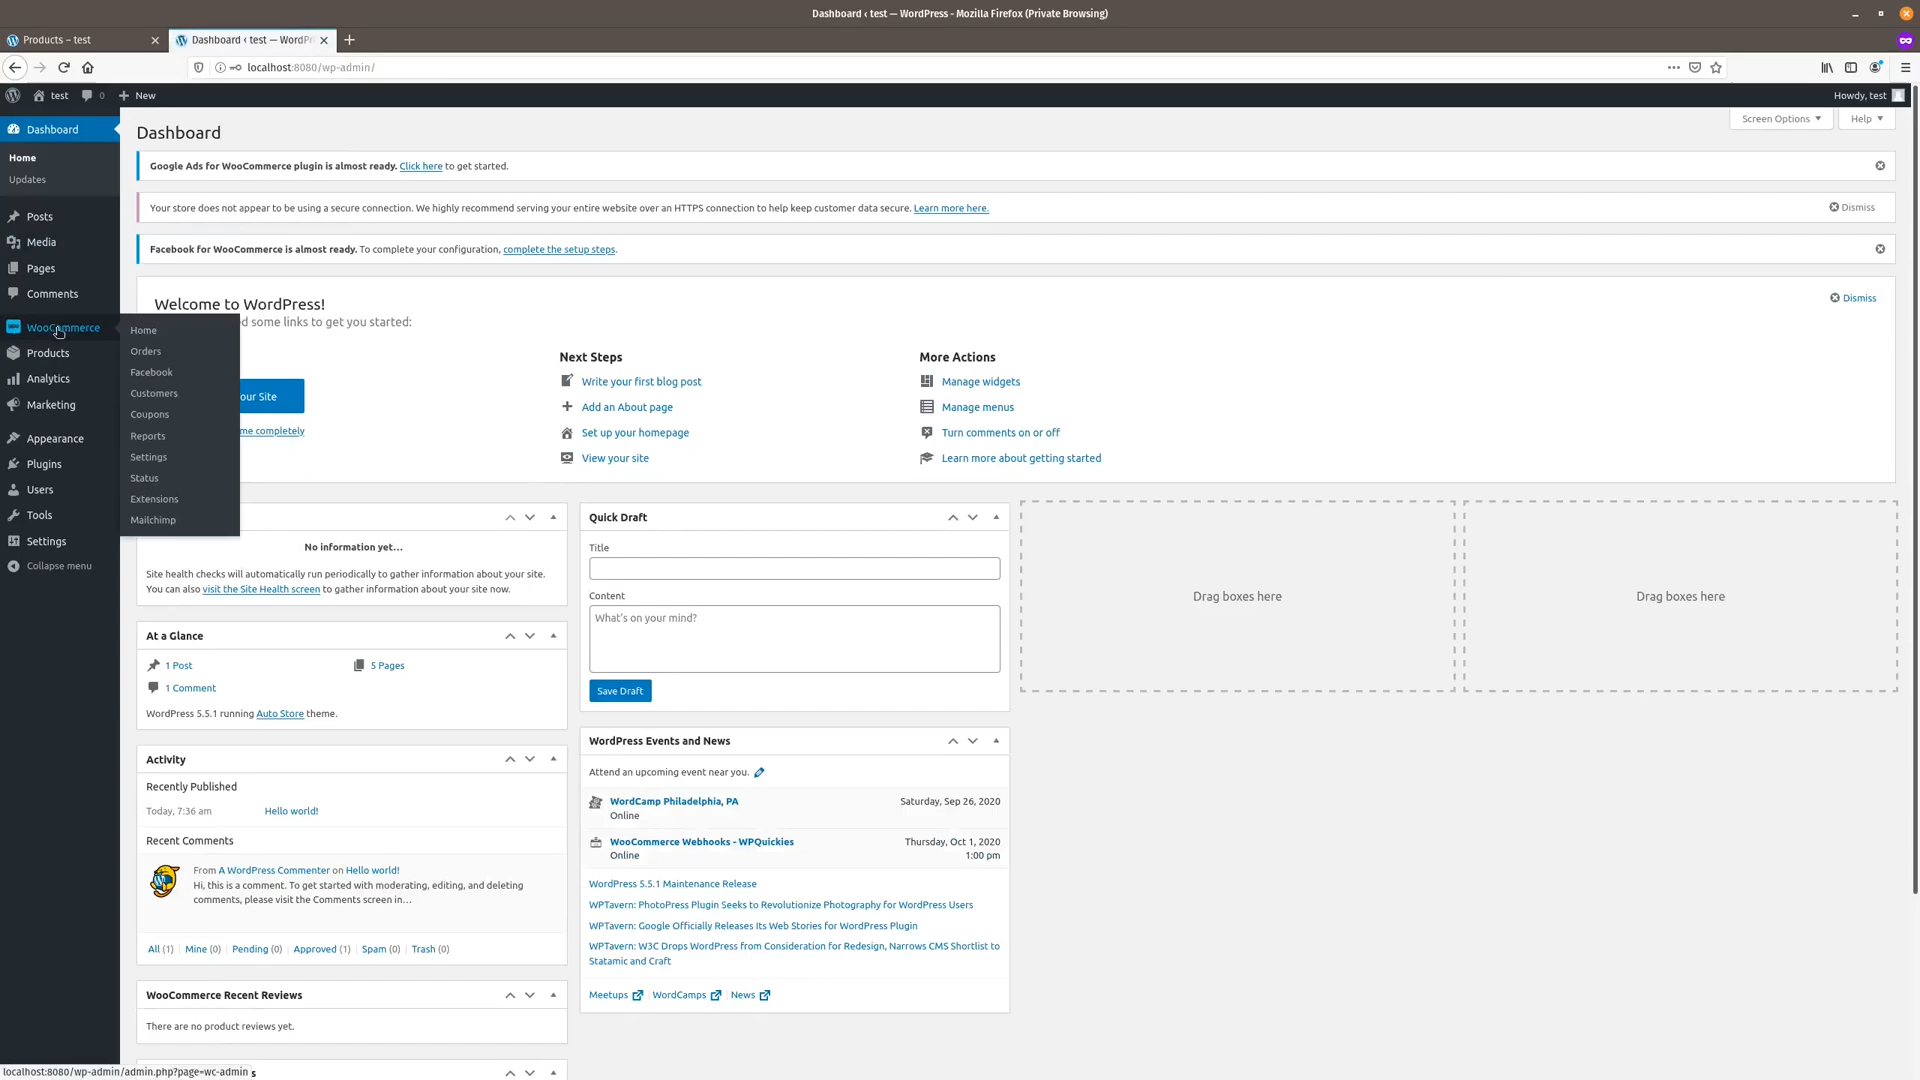 Dashboard ‹ test — WordPress - Mozilla Firefox (Private Browsing)
Products – test
Dashboard ‹ test — WordPr
localhost:8080/wp-admin/
test
0
New
Howdy, test
Dashboard
Home
Updates
Posts
Media
Pages
Comments
WooCommerce
Products
Analytics
Marketing
Appearance
Plugins
Users
Tools
Settings
Collapse menu
Home
Orders
Facebook
Customers
Coupons
Reports
Settings
Status
Extensions
Mailchimp
Dashboard
Screen Options
Help
Google Ads for WooCommerce plugin is almost ready. Click here to get started.
Your store does not appear to be using a secure connection. We highly recommend serving your entire website over an HTTPS connection to help keep customer data secure. Learn more here.
Dismiss
Facebook for WooCommerce is almost ready. To complete your configuration, complete the setup steps.
Welcome to WordPress!
d some links to get you started:
Dismiss
our Site
me completely
Next Steps
Write your first blog post
Add an About page
Set up your homepage
View your site
More Actions
Manage widgets
Manage menus
Turn comments on or off
Learn more about getting started
No information yet…
Site health checks will automatically run periodically to gather information about your site.
You can also visit the Site Health screen to gather information about your site now.
At a Glance
1 Post
5 Pages
1 Comment
WordPress 5.5.1 running Auto Store theme.
Activity
Recently Published
Today, 7:36 am
Hello world!
Recent Comments
From A WordPress Commenter on Hello world!
Hi, this is a comment. To get started with moderating, editing, and deleting
comments, please visit the Comments screen in…
All (1) | Mine (0) | Pending (0) | Approved (1) | Spam (0) | Trash (0)
WooCommerce Recent Reviews
There are no product reviews yet.
Quick Draft
Title
Content
What's on your mind?
Save Draft
WordPress Events and News
Attend an upcoming event near you.
WordCamp Philadelphia, PA
Online
Saturday, Sep 26, 2020
WooCommerce Webhooks - WPQuickies
Online
Thursday, Oct 1, 2020
1:00 pm
WordPress 5.5.1 Maintenance Release
WPTavern: PhotoPress Plugin Seeks to Revolutionize Photography for WordPress Users
WPTavern: Google Officially Releases Its Web Stories for WordPress Plugin
WPTavern: W3C Drops WordPress from Consideration for Redesign, Narrows CMS Shortlist to
Statamic and Craft
Meetups | WordCamps | News
Drag boxes here
Drag boxes here
localhost:8080/wp-admin/admin.php?page=wc-admin
s